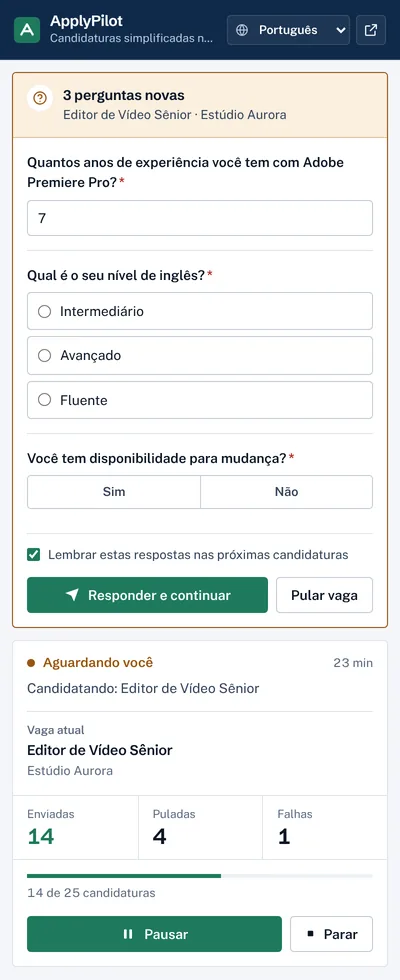 ApplyPilot
Candidaturas simplificadas n...
Português
3 perguntas novas
Editor de Vídeo Sênior · Estúdio Aurora
Quantos anos de experiência você tem com Adobe
Premiere Pro? *
7
Qual é o seu nível de inglês? *
Intermediário
Avançado
Fluente
Você tem disponibilidade para mudança? *
Sim
Não
Lembrar estas respostas nas próximas candidaturas
Responder e continuar
Pular vaga
Aguardando você
23 min
Candidatando: Editor de Vídeo Sênior
Vaga atual
Editor de Vídeo Sênior
Estúdio Aurora
Enviadas
14
Puladas
4
Falhas
1
14 de 25 candidaturas
Pausar
Parar